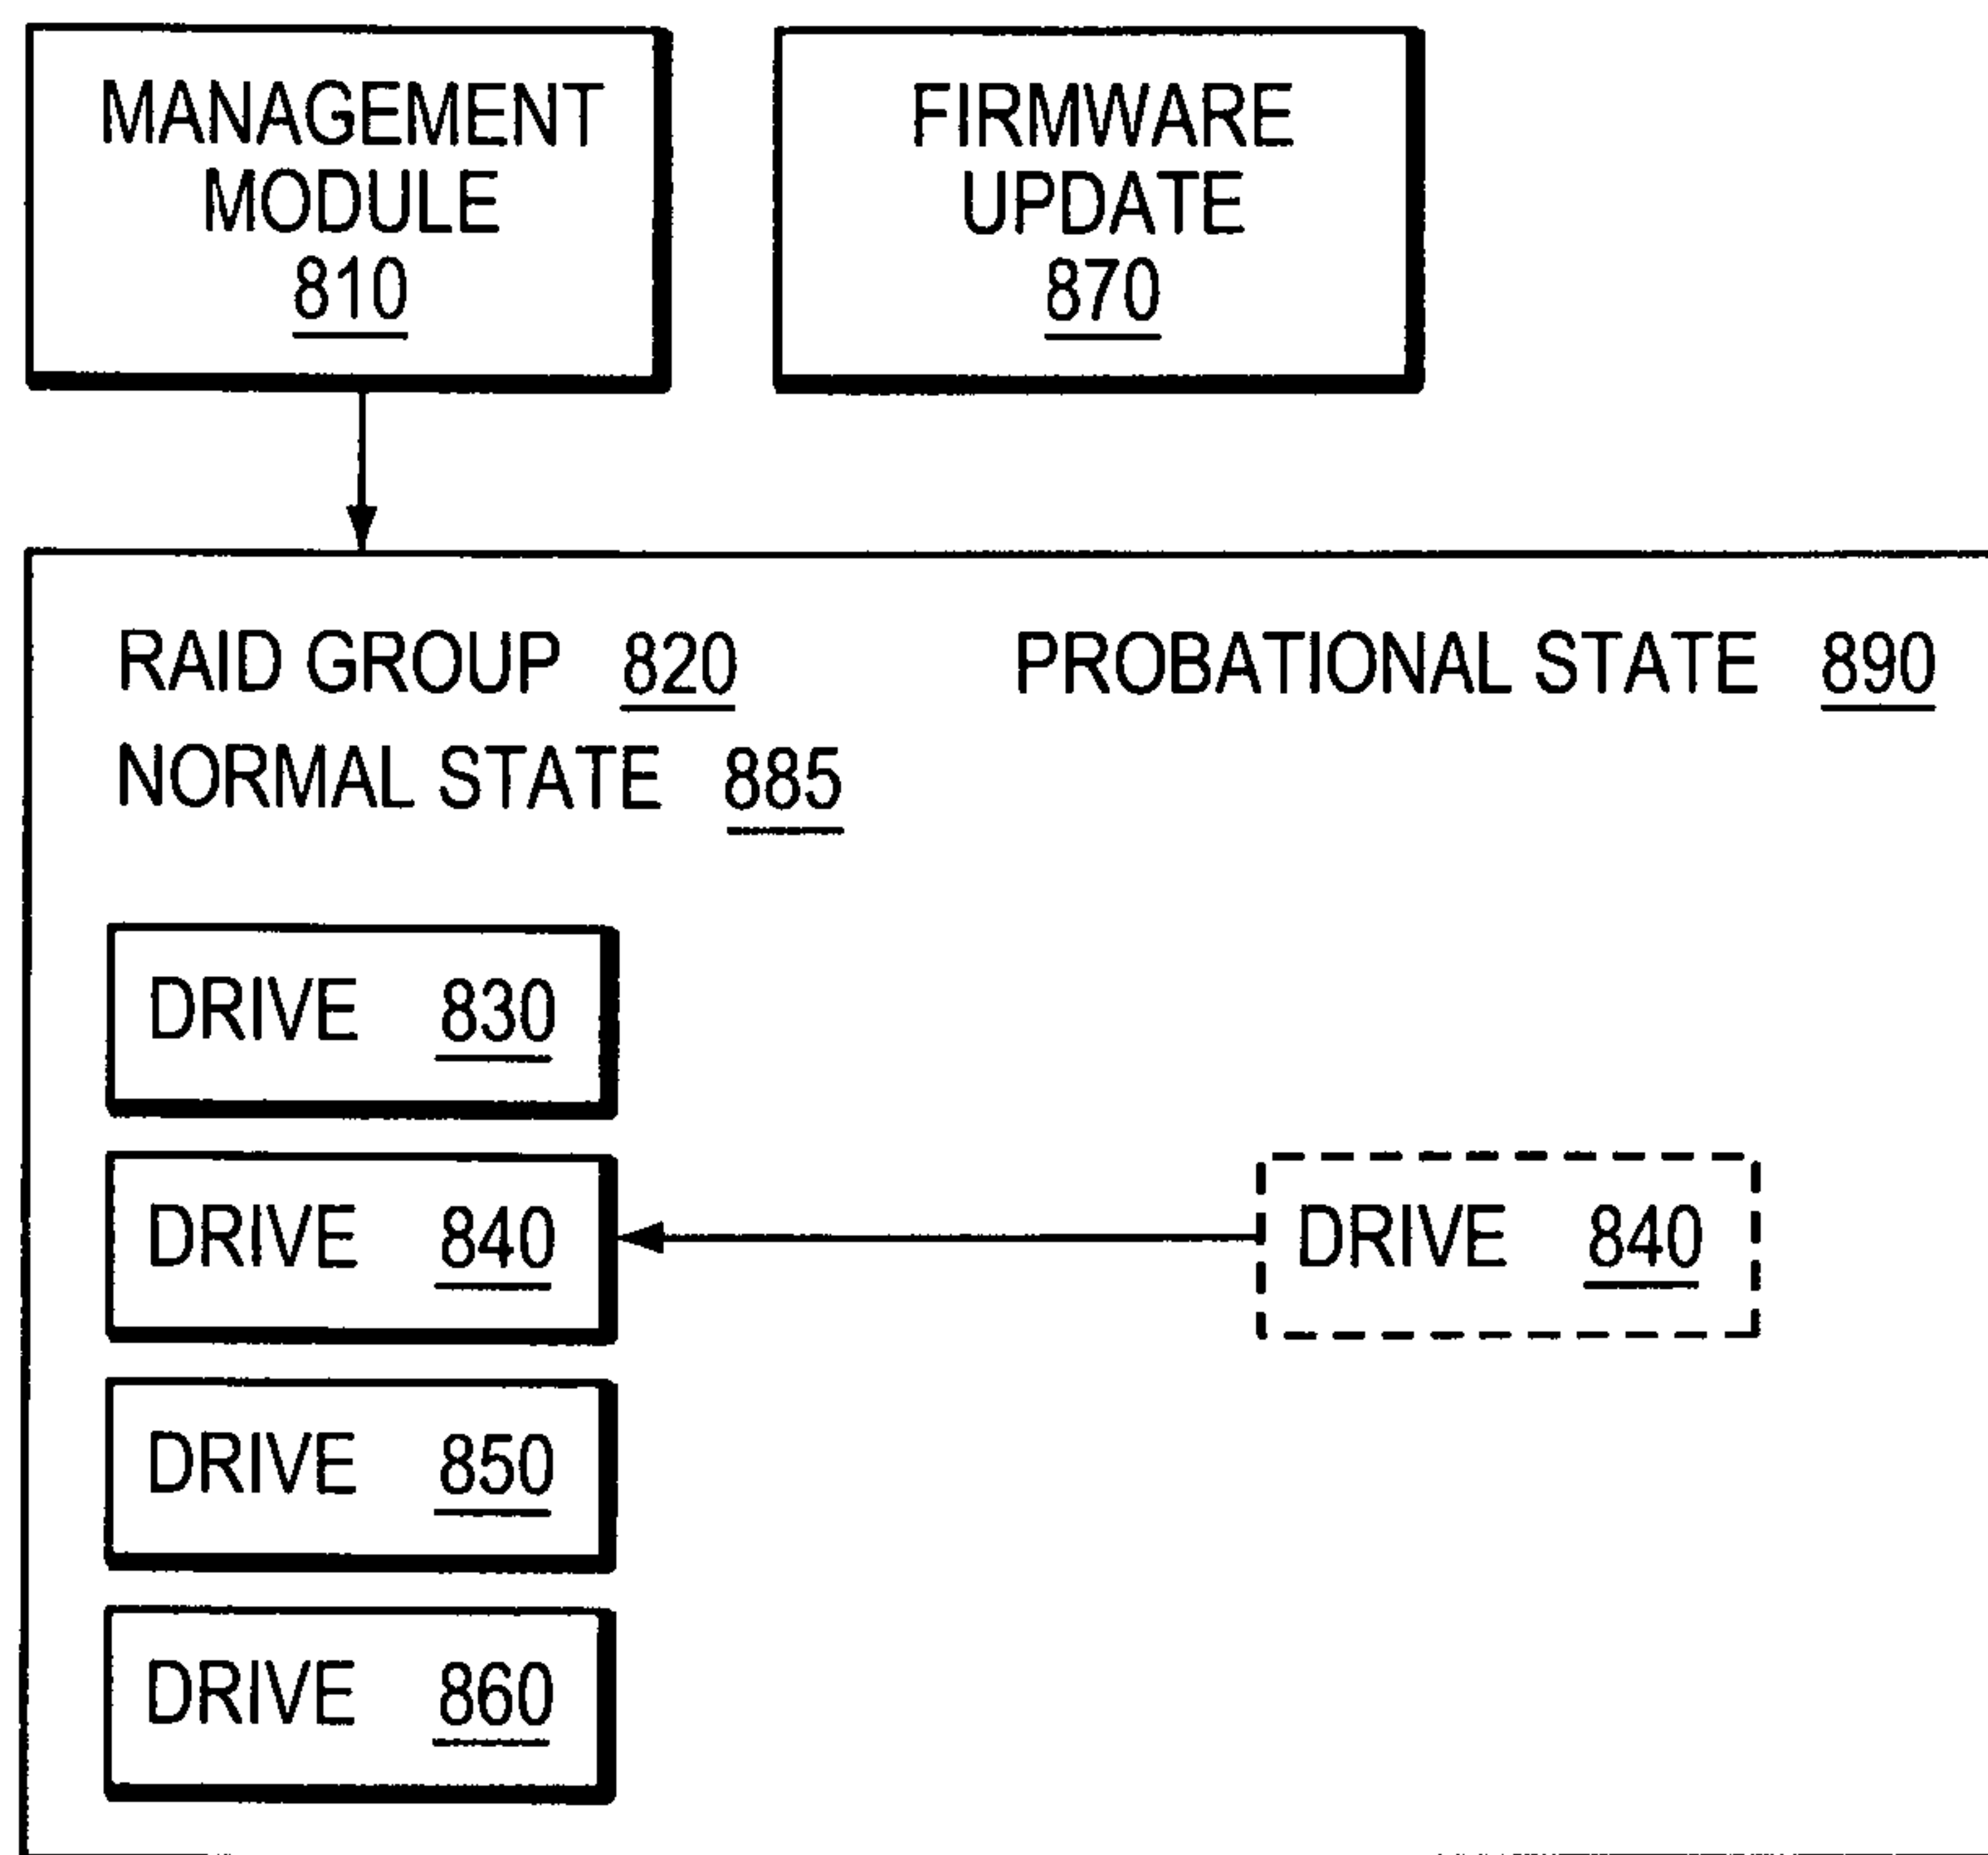 MANAGEMENT
MODULE
810
FIRMWARE
UPDATE
870
RAID GROUP 820
PROBATIONAL STATE 890
NORMAL STATE 885
DRIVE 830
DRIVE 840
DRIVE 840
DRIVE 850
DRIVE 860